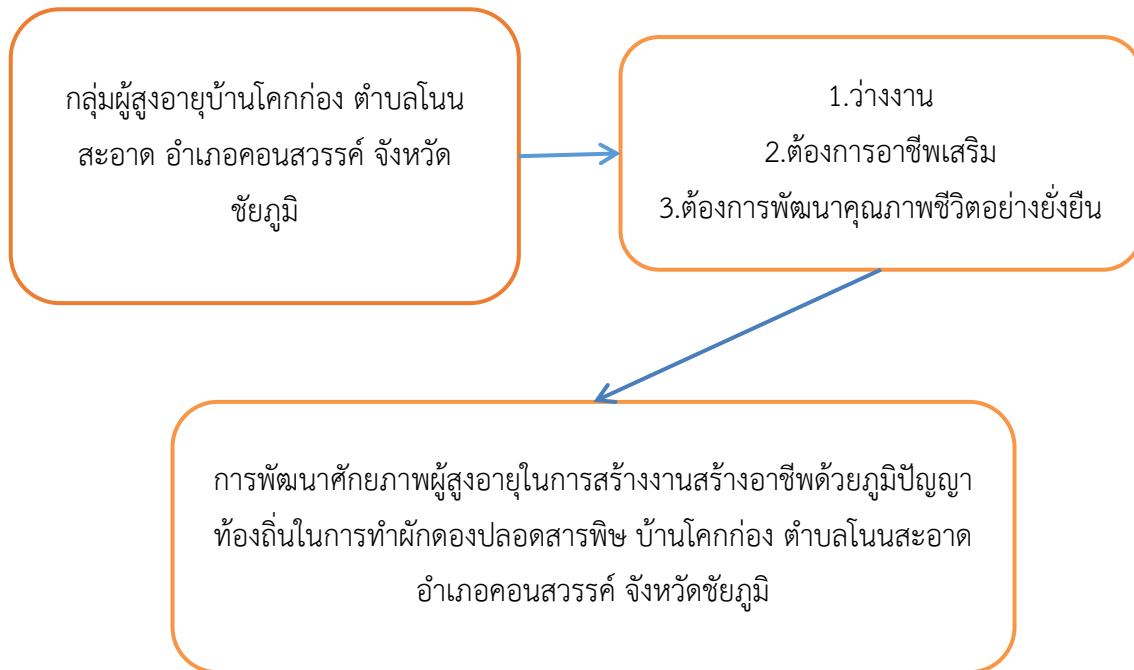 กลุ่มผู้สูงอายุบ้านโคกก่อง ตำบลโนน
สะอาด อำเภอคอนสวรรค์ จังหวัด
ชัยภูมิ
1.ว่างงาน
2.ต้องการอาชีพเสริม
3.ต้องการพัฒนาคุณภาพชีวิตอย่างยั่งยืน
การพัฒนาศักยภาพผู้สูงอายุในการสร้างงานสร้างอาชีพด้วยภูมิปัญญา
ท้องถิ่นในการทำผักดองปลอดสารพิษ บ้านโคกก่อง ตำบลโนนสะอาด
อำเภอคอนสวรรค์ จังหวัดชัยภูมิ